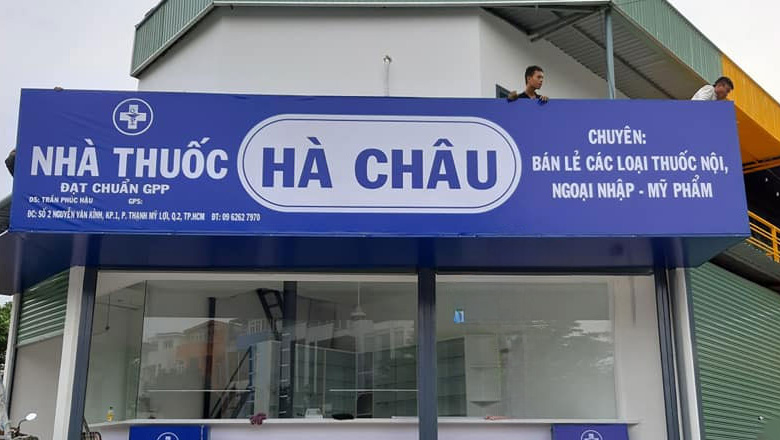 NHÀ THUỐC
ĐẠT CHUẨN GPP
DS: TRẦN PHÚC HẬU GPS:
ĐC: SỐ 2 NGUYỄN VĂN KỈNH, KP.1, P. THẠNH MỸ LỢI, Q.2, TP.HCM ĐT: 09 6262 7970
HÀ CHÂU
CHUYÊN:
BÁN LẺ CÁC LOẠI THUỐC NỘI,
NGOẠI NHẬP - MỸ PHẨM